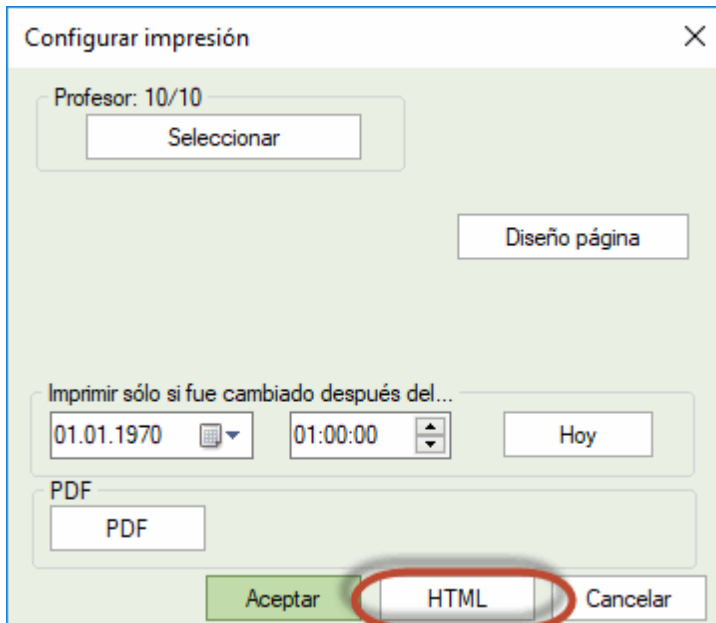 Configurar impresión
Profesor: 10/10
Seleccionar
Diseño página
Imprimir sólo si fue cambiado después del...
01.01.1970 01:00:00 Hoy
PDF
PDF
Aceptar HTML Cancelar